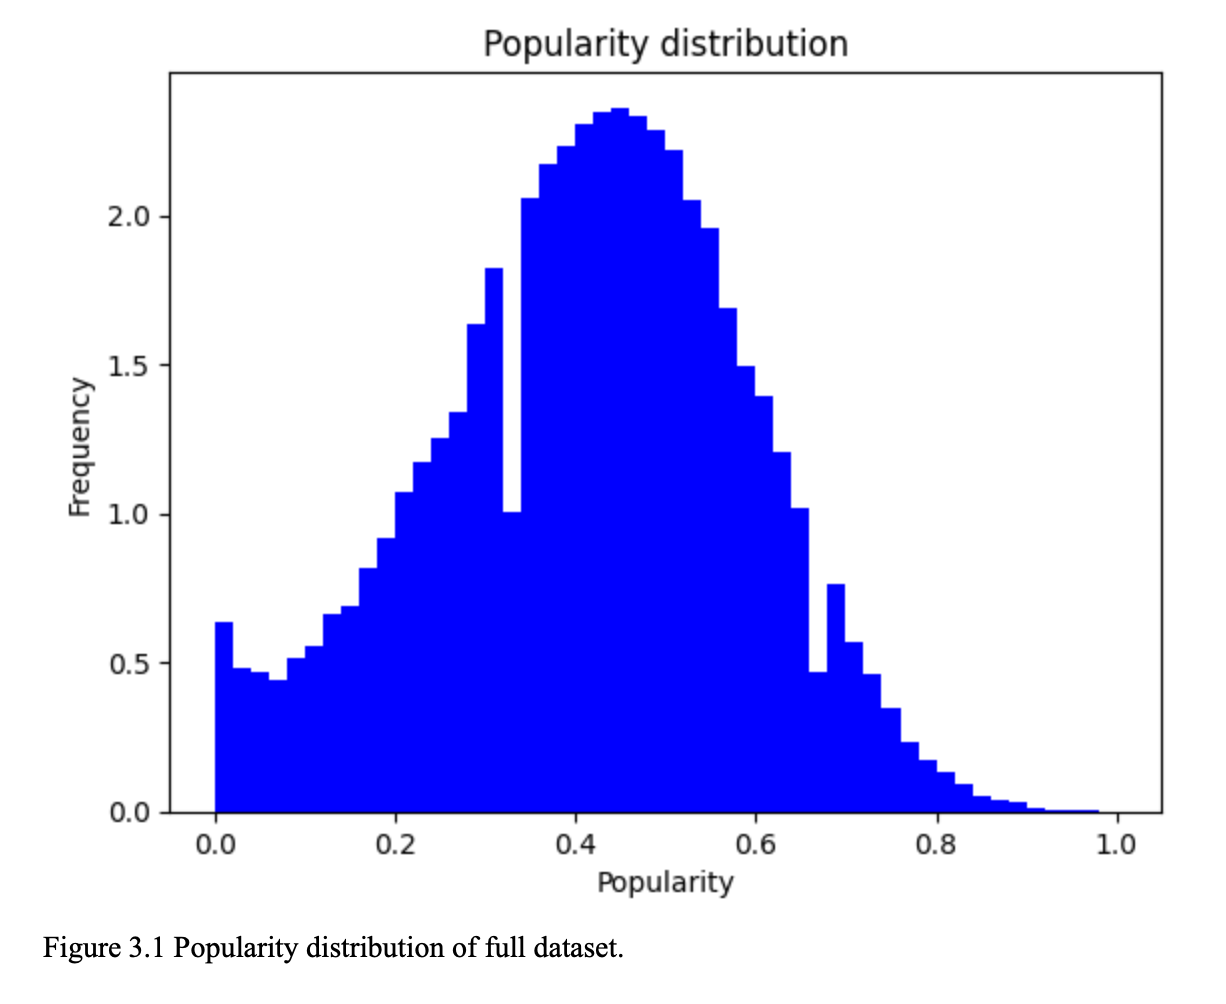 Popularity distribution
Frequency
2.0
1.5
1.0
0.5
0.0
0.0 0.2 0.4 0.6 0.8 1.0
Popularity
Figure 3.1 Popularity distribution of full dataset.